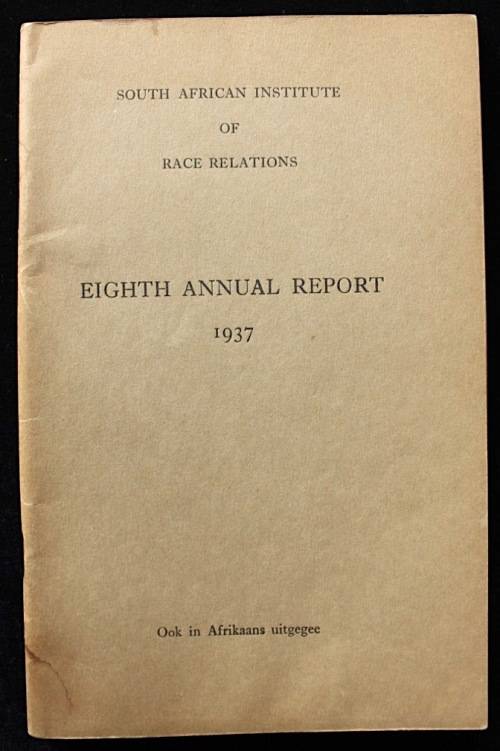 SOUTH AFRICAN INSTITUTE
OF
RACE RELATIONS
EIGHTH ANNUAL REPORT
1937
Ook in Afrikaans uitgegee